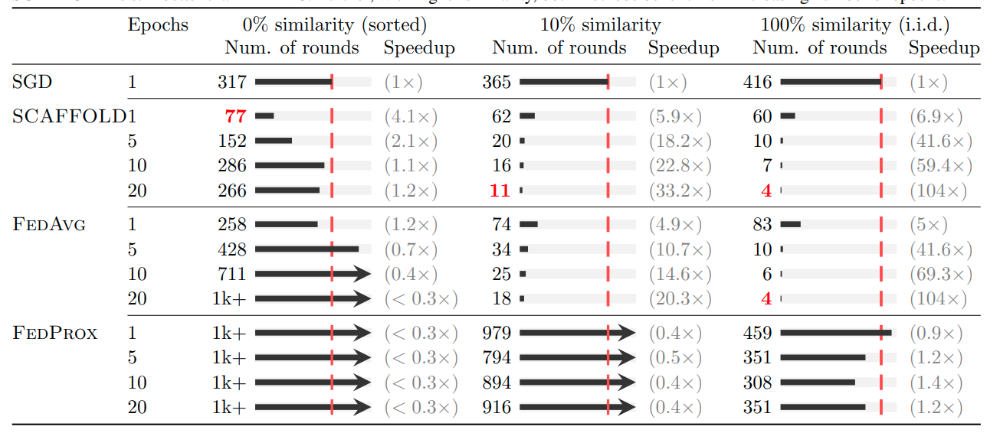 Epochs 0% similarity (sorted) 10% similarity 100% similarity (i.i.d.)
Num. of rounds Speedup Num. of rounds Speedup Num. of rounds Speedup
SGD 1 317 (1×) 365 (1×) 416 (1×)
SCAFFOLD 1 77 (4.1×) 62 (5.9×) 60 (6.9×)
5 152 (2.1×) 20 (18.2×) 10 (41.6×)
10 286 (1.1×) 16 (22.8×) 7 (59.4×)
20 266 (1.2×) 11 (33.2×) 4 (104×)
FEDAVG 1 258 (1.2×) 74 (4.9×) 83 (5×)
5 428 (0.7×) 34 (10.7×) 10 (41.6×)
10 711 (0.4×) 25 (14.6×) 6 (69.3×)
20 1k+ (< 0.3×) 18 (20.3×) 4 (104×)
FEDPROX 1 1k+ (< 0.3×) 979 (0.4×) 459 (0.9×)
5 1k+ (< 0.3×) 794 (0.5×) 351 (1.2×)
10 1k+ (< 0.3×) 894 (0.4×) 308 (1.4×)
20 1k+ (< 0.3×) 916 (0.4×) 351 (1.2×)